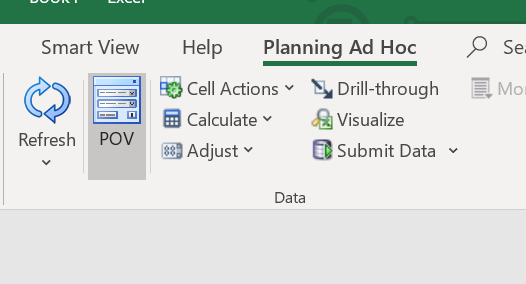 Smart View Help Planning Ad Hoc
Refresh
POV
Cell Actions
Calculate
Adjust
Drill-through
Visualize
Submit Data
Data